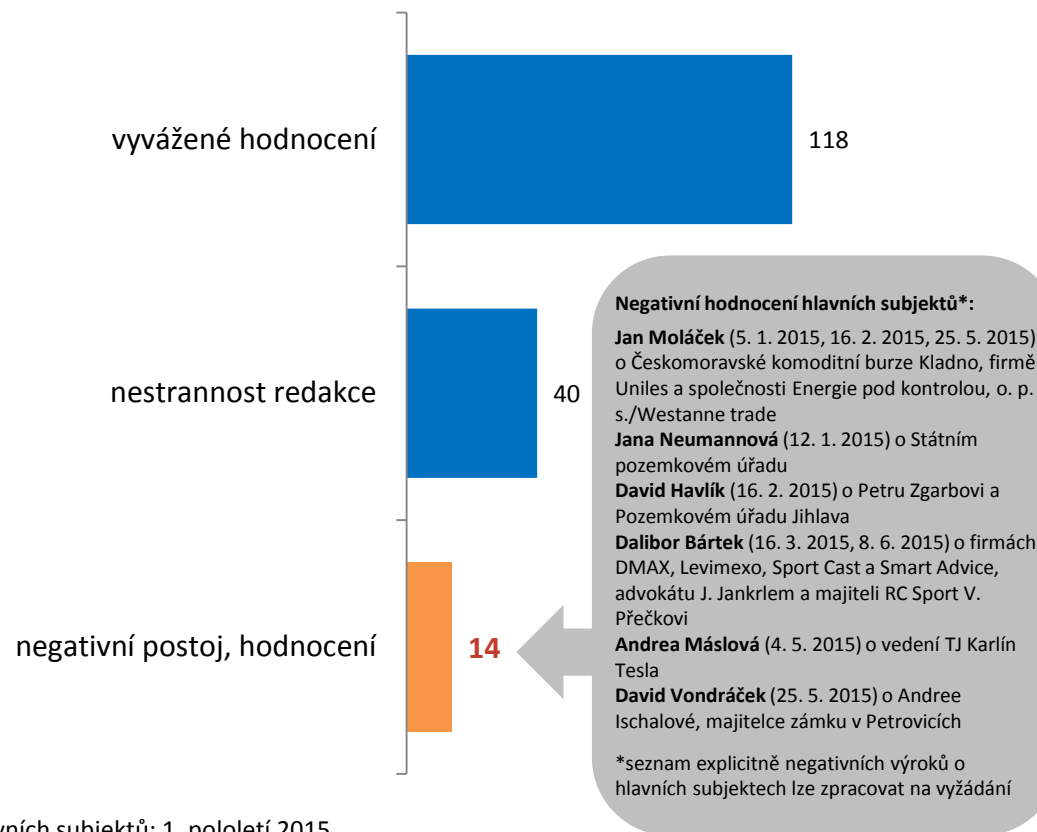 vyvážené hodnocení
118
nestrannost redakce
40
negativní postoj, hodnocení
14
Negativní hodnocení hlavních subjektů*:
Jan Moláček (5. 1. 2015, 16. 2. 2015, 25. 5. 2015)
o Českomoravské komoditní burze Kladno, firmě
Uniles a společnosti Energie pod kontrolou, o. p.
s./Westanne trade
Jana Neumannová (12. 1. 2015) o Státním
pozemkovém úřadu
David Havlík (16. 2. 2015) o Petru Zgarbovi a
Pozemkovém úřadu Jihlava
Dalibor Bártek (16. 3. 2015, 8. 6. 2015) o firmách
DMAX, Levimexo, Sport Cast a Smart Advice,
advokátu J. Jankrlem a majiteli RC Sport V.
Přečkovi
Andrea Máslová (4. 5. 2015) o vedení TJ Karlín
Tesla
David Vondráček (25. 5. 2015) o Andree
Ischalové, majitelce zámku v Petrovicích
*seznam explicitně negativních výroků o
hlavních subjektech lze zpracovat na vyžádání
vních subjektů: 1. pololetí 2015